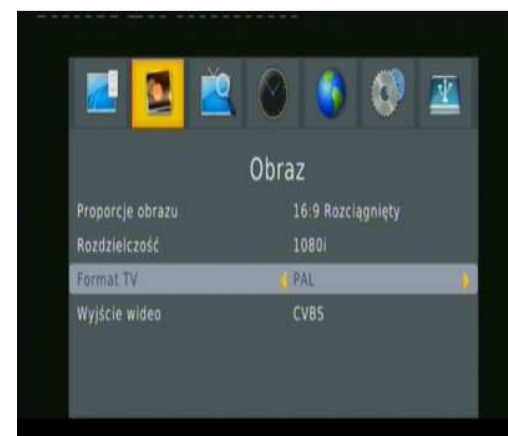 Obraz
Proporcje obrazu 16:9 Rozciągnięty
Rozdzielczość 1080i
Format TV PAL
Wyjście wideo CVBS